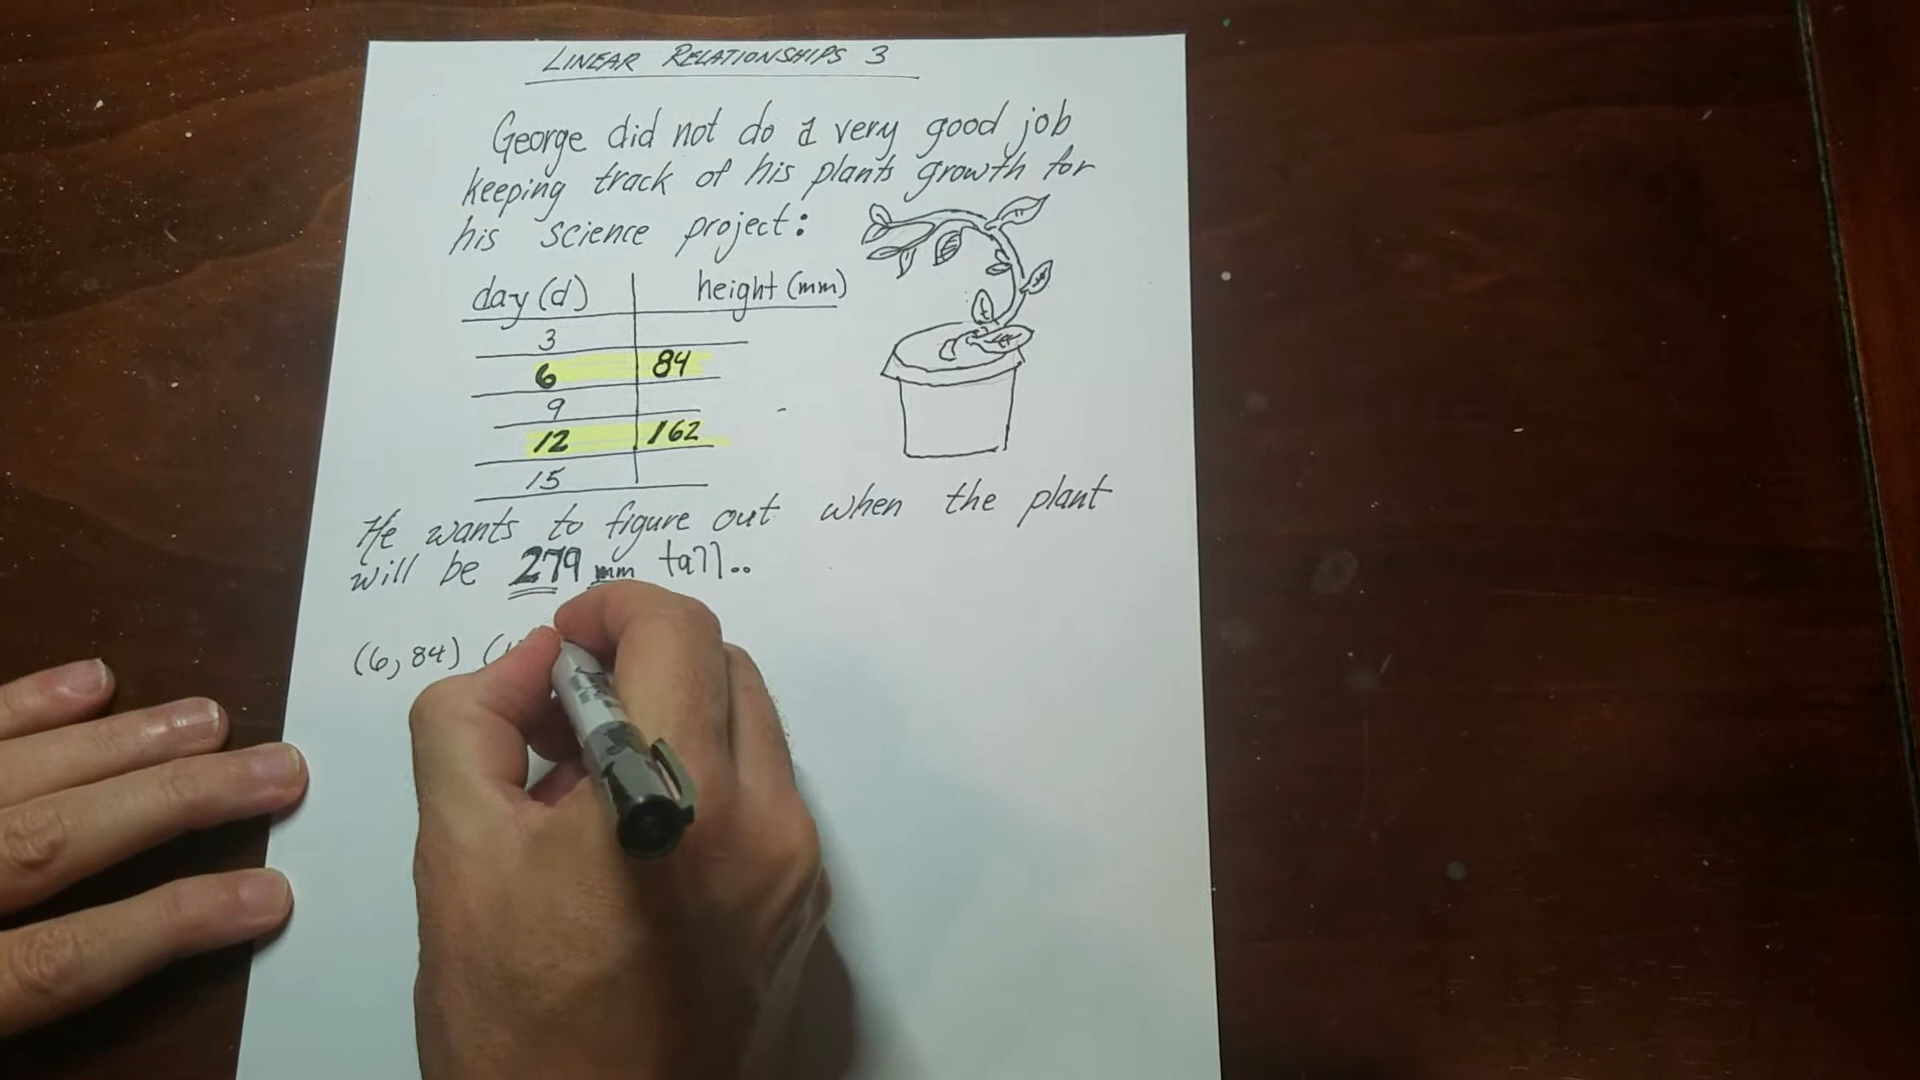 LINEAR RELATIONSHIPS 3
George did not do a very good job
keeping track of his plants growth for
his science project:
day (d) height (mm)
3
6 84
9
12 162
15
He wants to figure out when the plant
will be 279 mm tall..
(6, 84) (